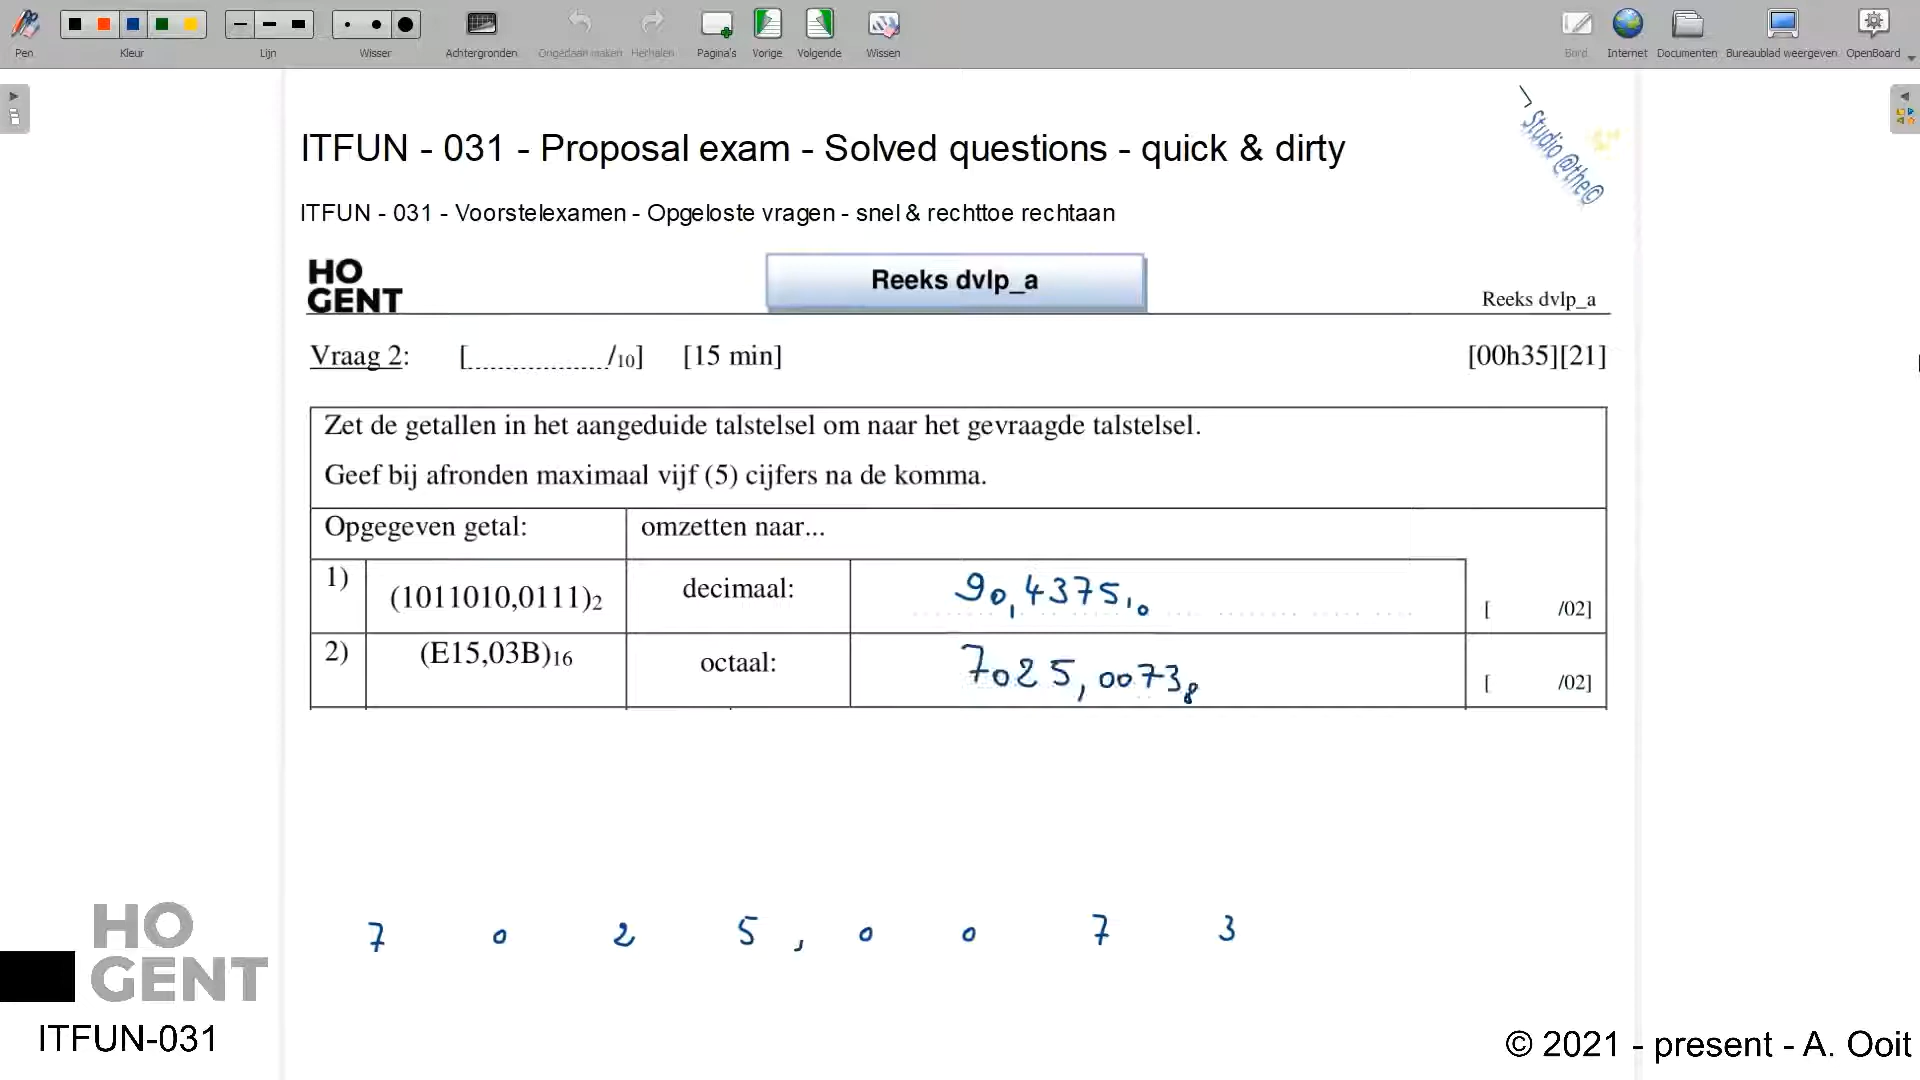 Pen
Kleur
Lijn
Wisser
Achtergronden
Ongedaan maken
Herhalen
Pagina's
Vorige
Volgende
Wissen
Bord
Internet
Documenten
Bureaublad weergeven
OpenBoard
Studio @the©
ITFUN - 031 - Proposal exam - Solved questions - quick & dirty
ITFUN - 031 - Voorstelexamen - Opgeloste vragen - snel & rechttoe rechtaan
HO
GENT
Reeks dvlp_a
Reeks dvlp_a
Vraag 2: [................/10] [15 min] [00h35][21]
Zet de getallen in het aangeduide talstelsel om naar het gevraagde talstelsel.
Geef bij afronden maximaal vijf (5) cijfers na de komma.
Opgegeven getal: omzetten naar...
1) (1011010,0111)2 decimaal: 90,437510 [ /02]
2) (E15,03B)16 octaal: 7025,00738 [ /02]
7 0 2 5 , 0 0 7 3
HO
GENT
ITFUN-031
© 2021 - present - A. Ooit